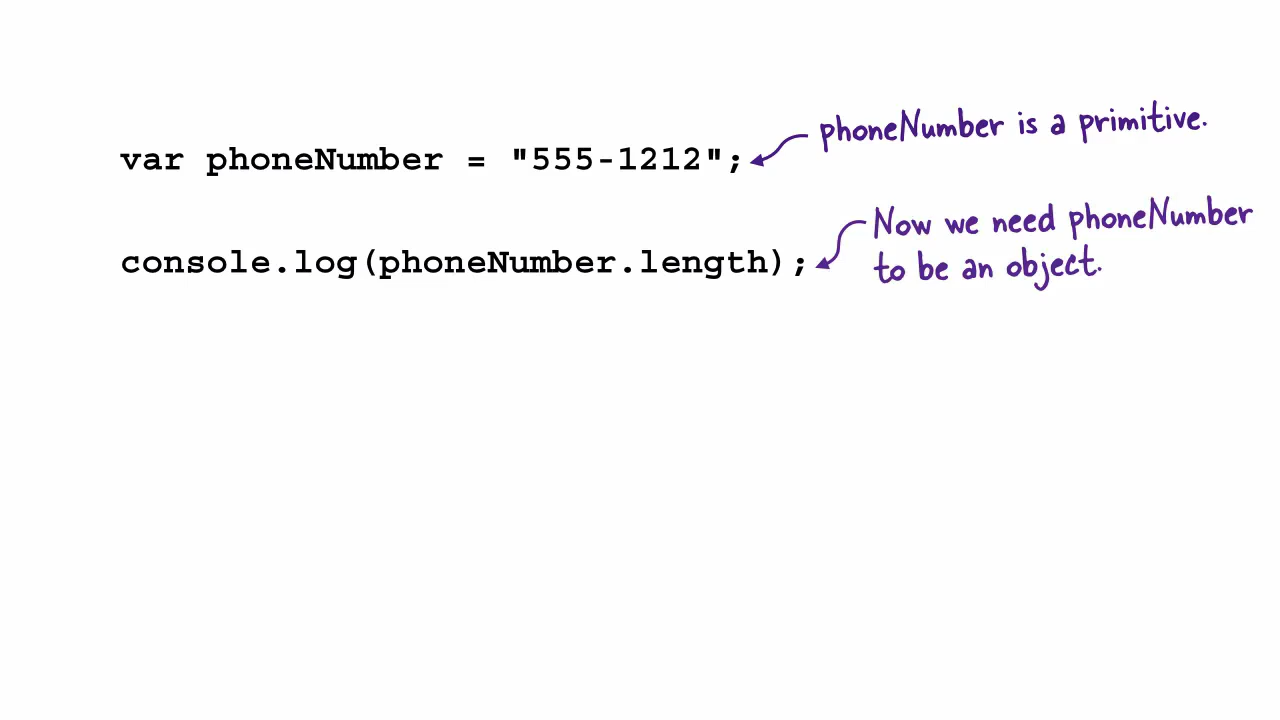 var phoneNumber = "555-1212";
phoneNumber is a primitive.
console.log(phoneNumber.length);
Now we need phoneNumber
to be an object.